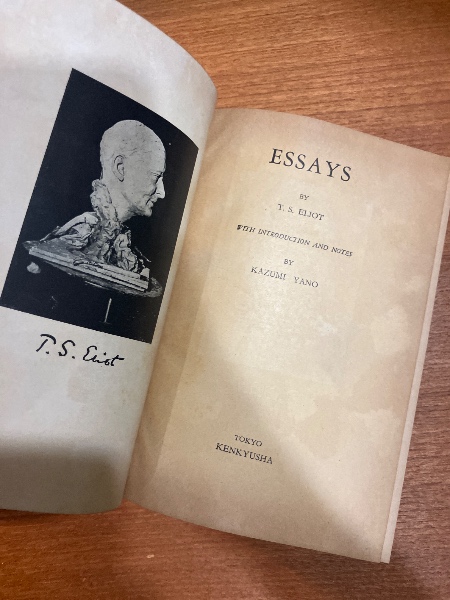 T. S. Eliot
ESSAYS
BY
T. S. ELIOT
WITH INTRODUCTION AND NOTES
BY
KAZUMI YANO
TOKYO
KENKYUSHA